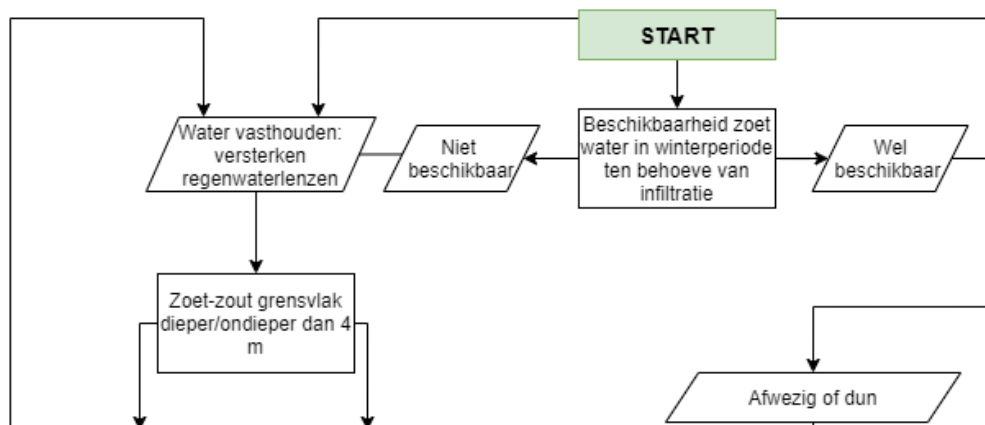 START
Water vasthouden:
versterken
regenwaterlenzen
Niet
beschikbaar
Beschikbaarheid zoet
water in winterperiode
ten behoeve van
infiltratie
Wel
beschikbaar
Zoet-zout grensvlak
dieper/ondieper dan 4
m
Afwezig of dun